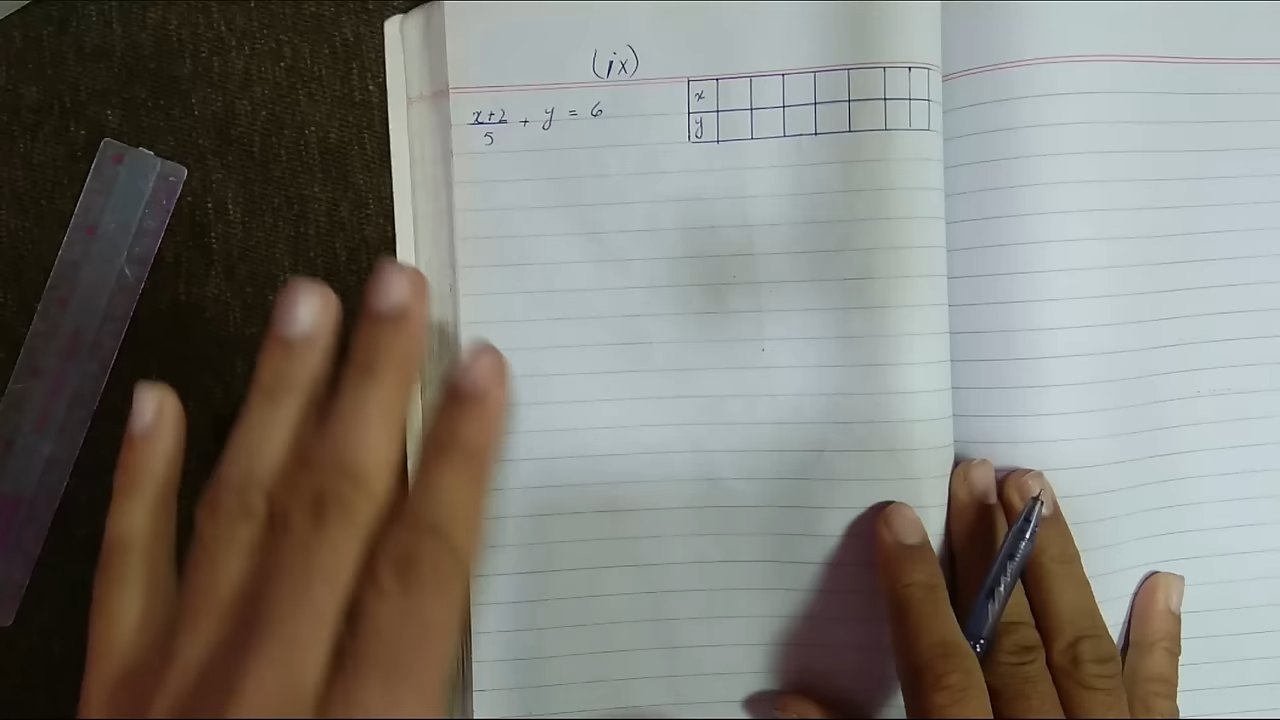 (ix)
x+2/5 + y = 6
x
y